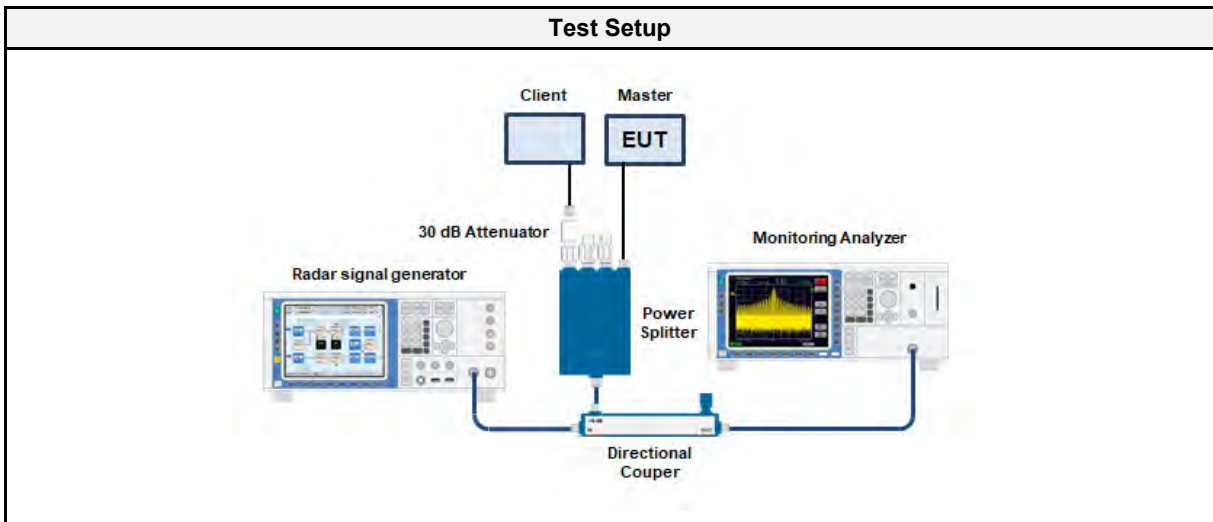 Test Setup
Client
Master
EUT
30 dB Attenuator
Monitoring Analyzer
Radar signal generator
Power
Splitter
Directional
Couper